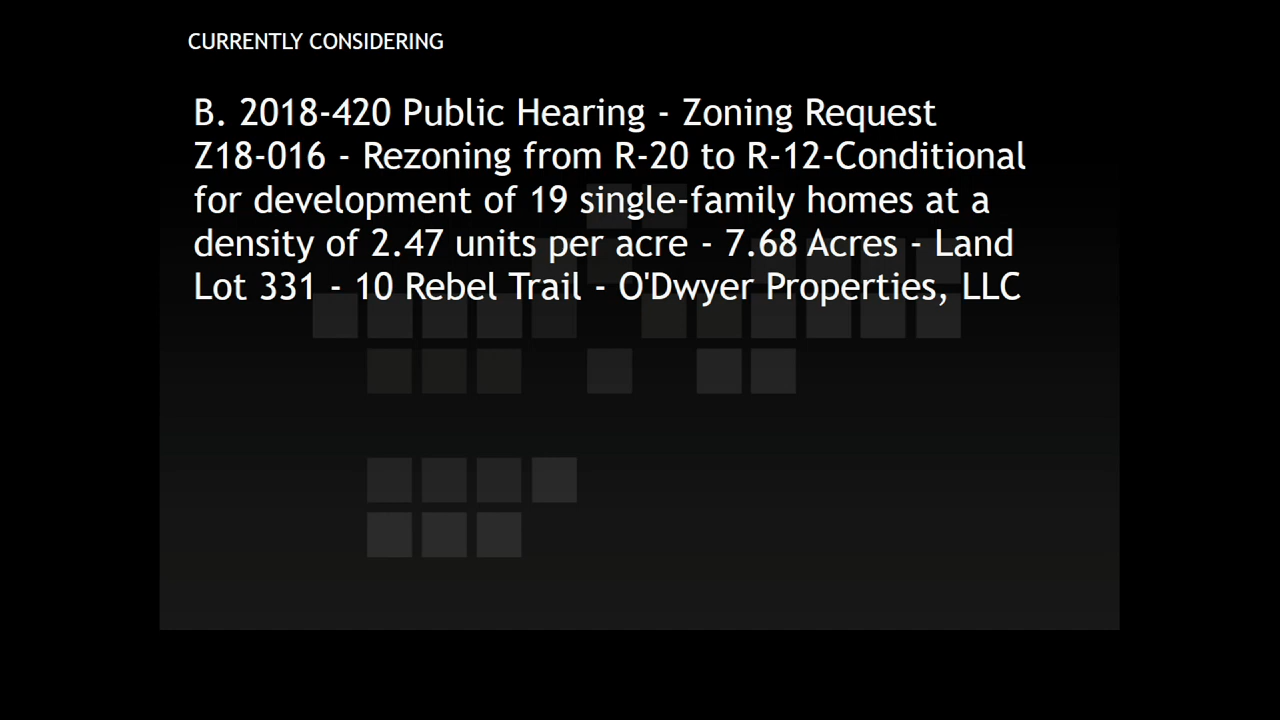 CURRENTLY CONSIDERING
B. 2018-420 Public Hearing - Zoning Request
Z18-016 - Rezoning from R-20 to R-12-Conditional
for development of 19 single-family homes at a
density of 2.47 units per acre - 7.68 Acres - Land
Lot 331 - 10 Rebel Trail - O'Dwyer Properties, LLC